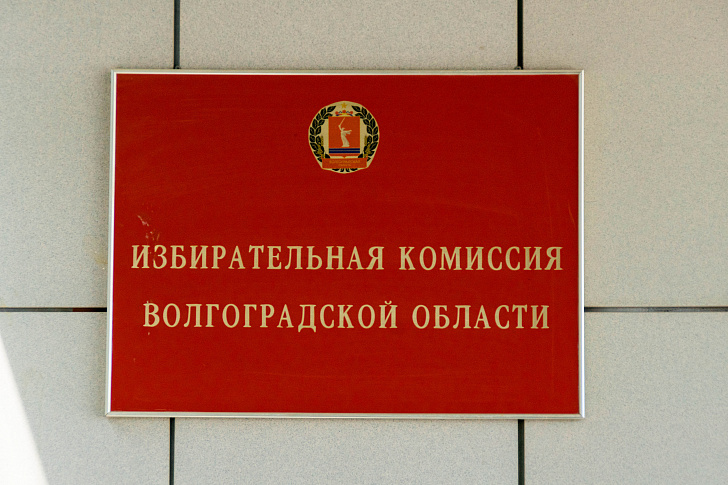 ИЗБИРАТЕЛЬНАЯ КОМИССИЯ
ВОЛГОГРАДСКОЙ ОБЛАСТИ